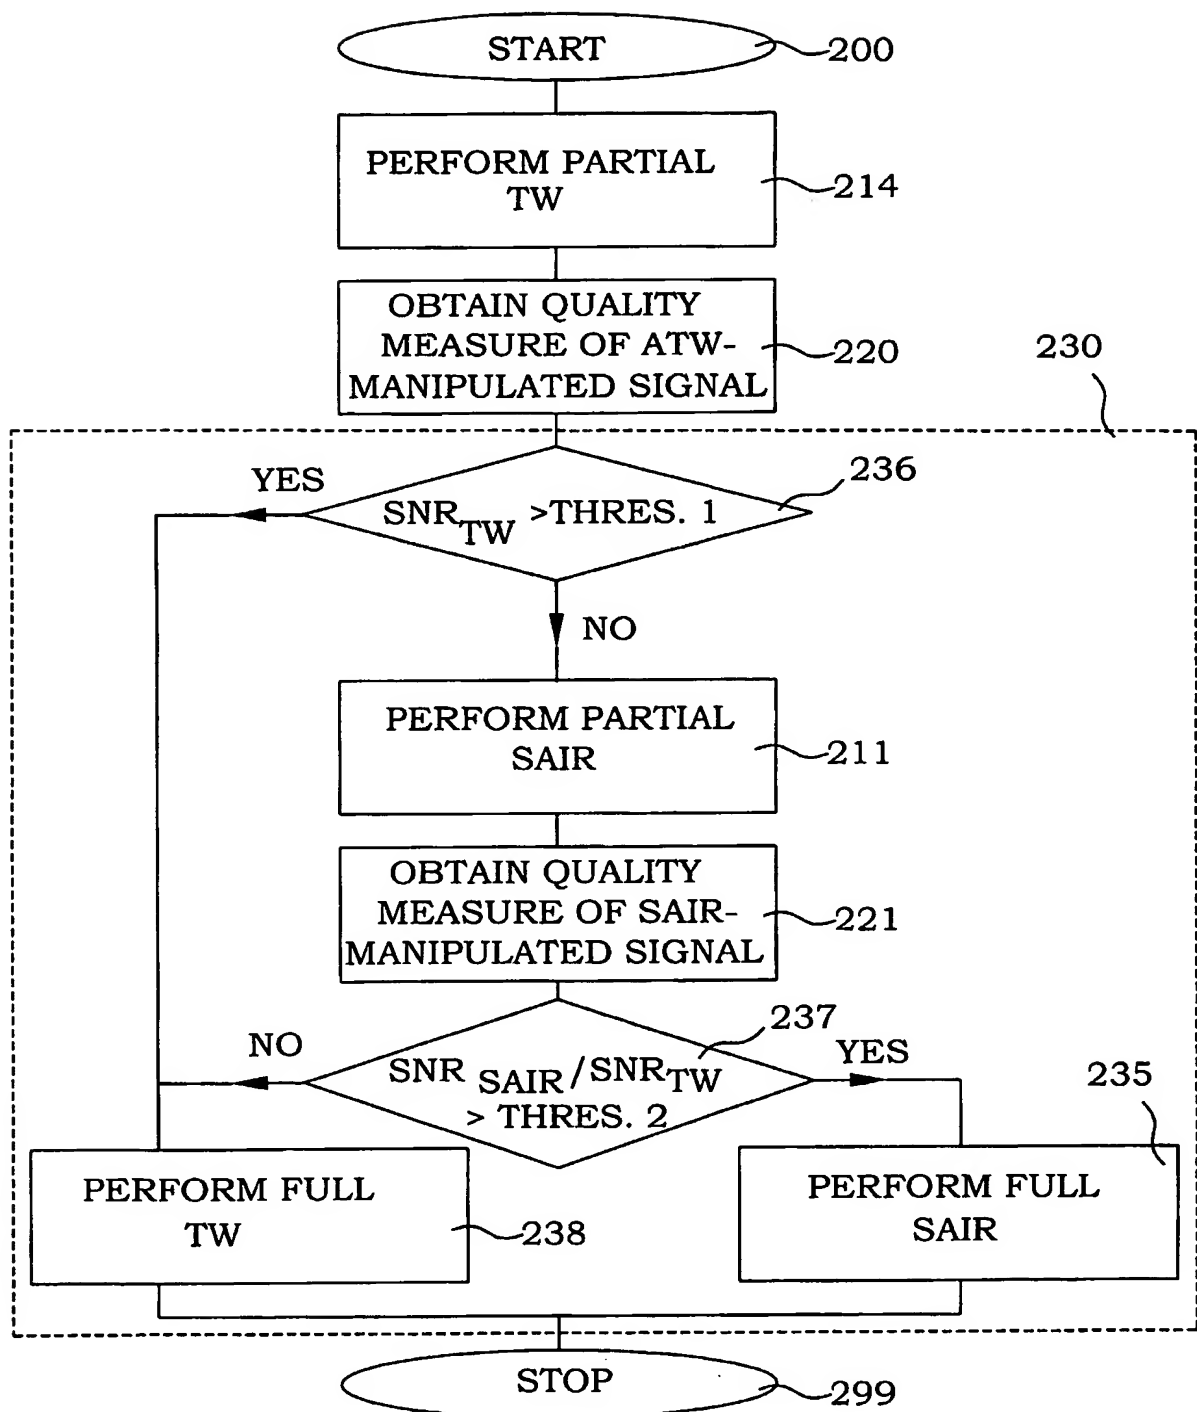 START
200
PERFORM PARTIAL
TW
214
OBTAIN QUALITY
MEASURE OF ATW-
MANIPULATED SIGNAL
220
230
236
YES
SNR_TW >THRES. 1
NO
PERFORM PARTIAL
SAIR
211
OBTAIN QUALITY
MEASURE OF SAIR-
MANIPULATED SIGNAL
221
237
NO
YES
SNR SAIR/SNR_TW
> THRES. 2
235
PERFORM FULL
TW
238
PERFORM FULL
SAIR
STOP
299